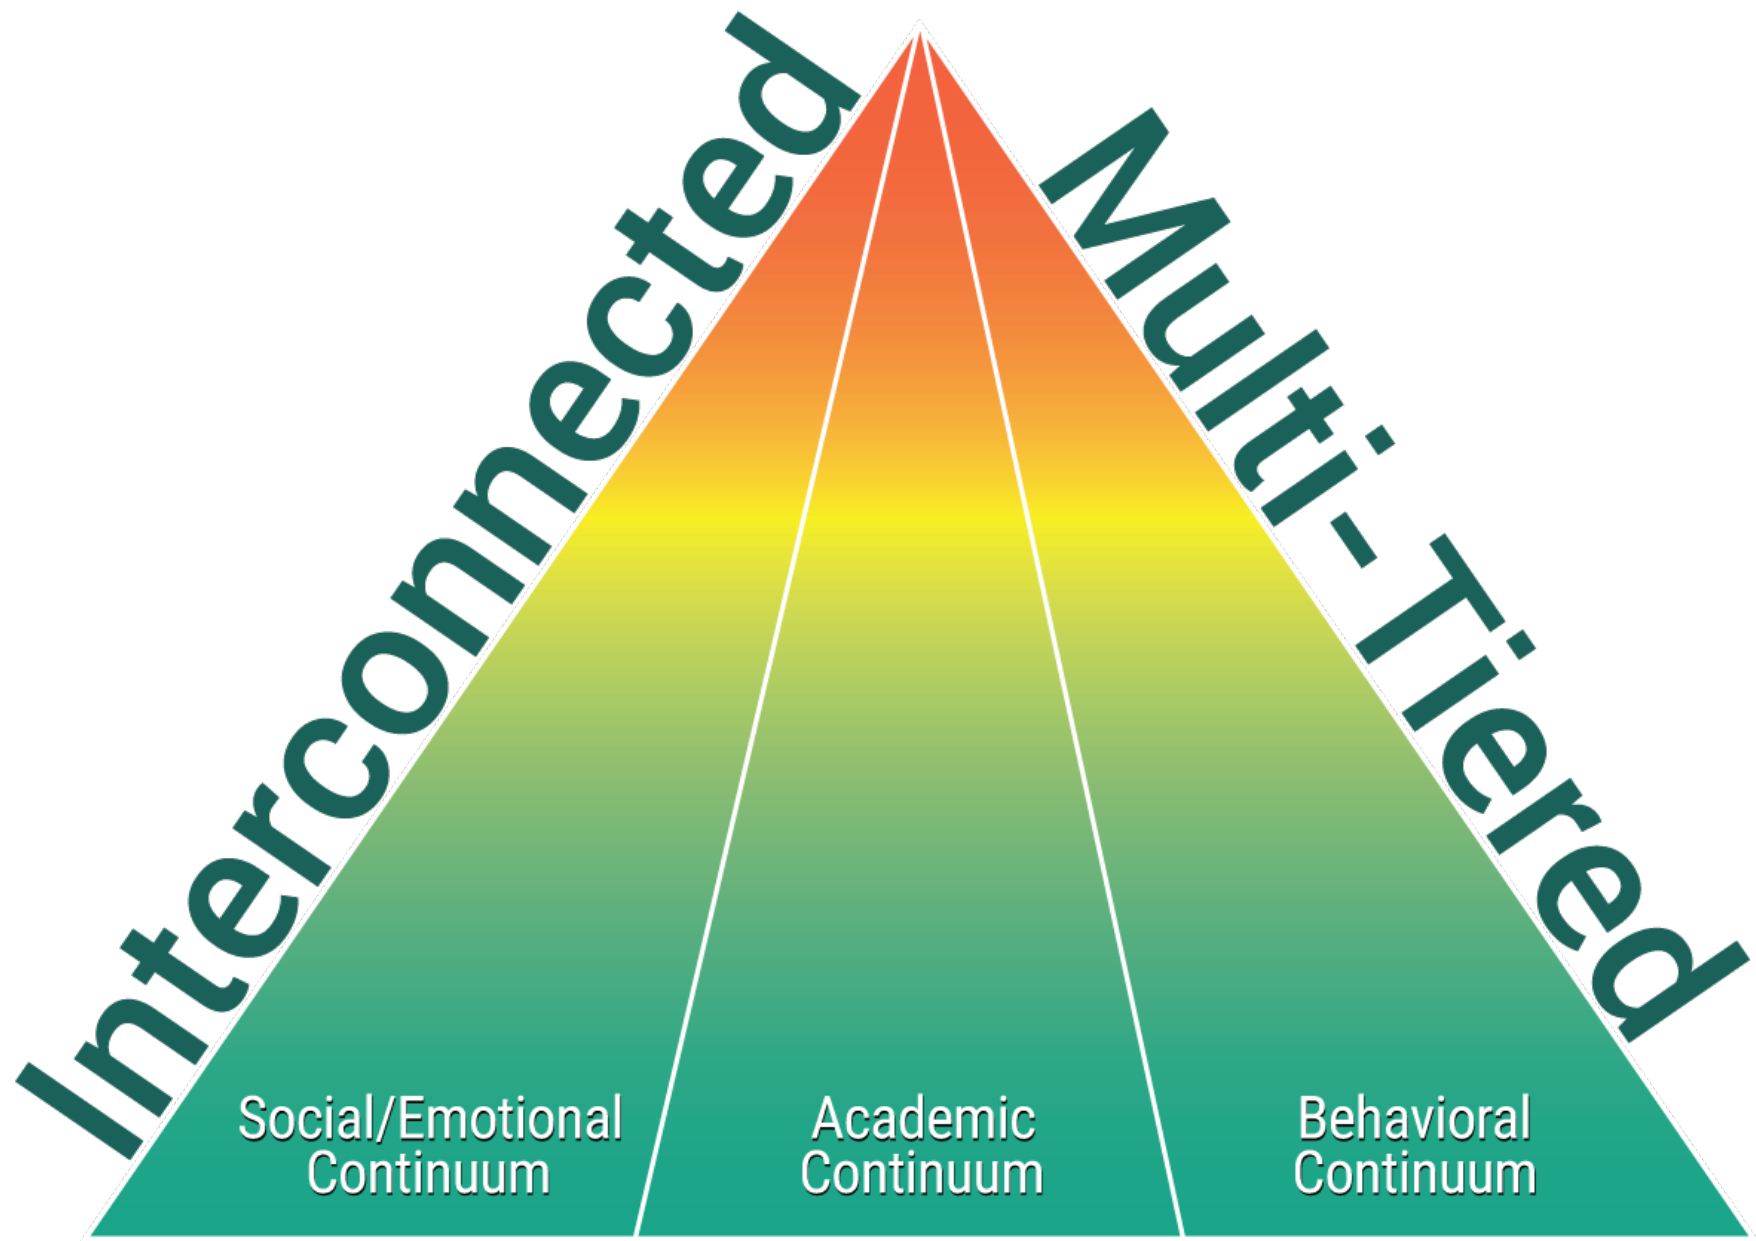 Interconnected
Multi-Tiered
Social/Emotional
Continuum
Academic
Continuum
Behavioral
Continuum